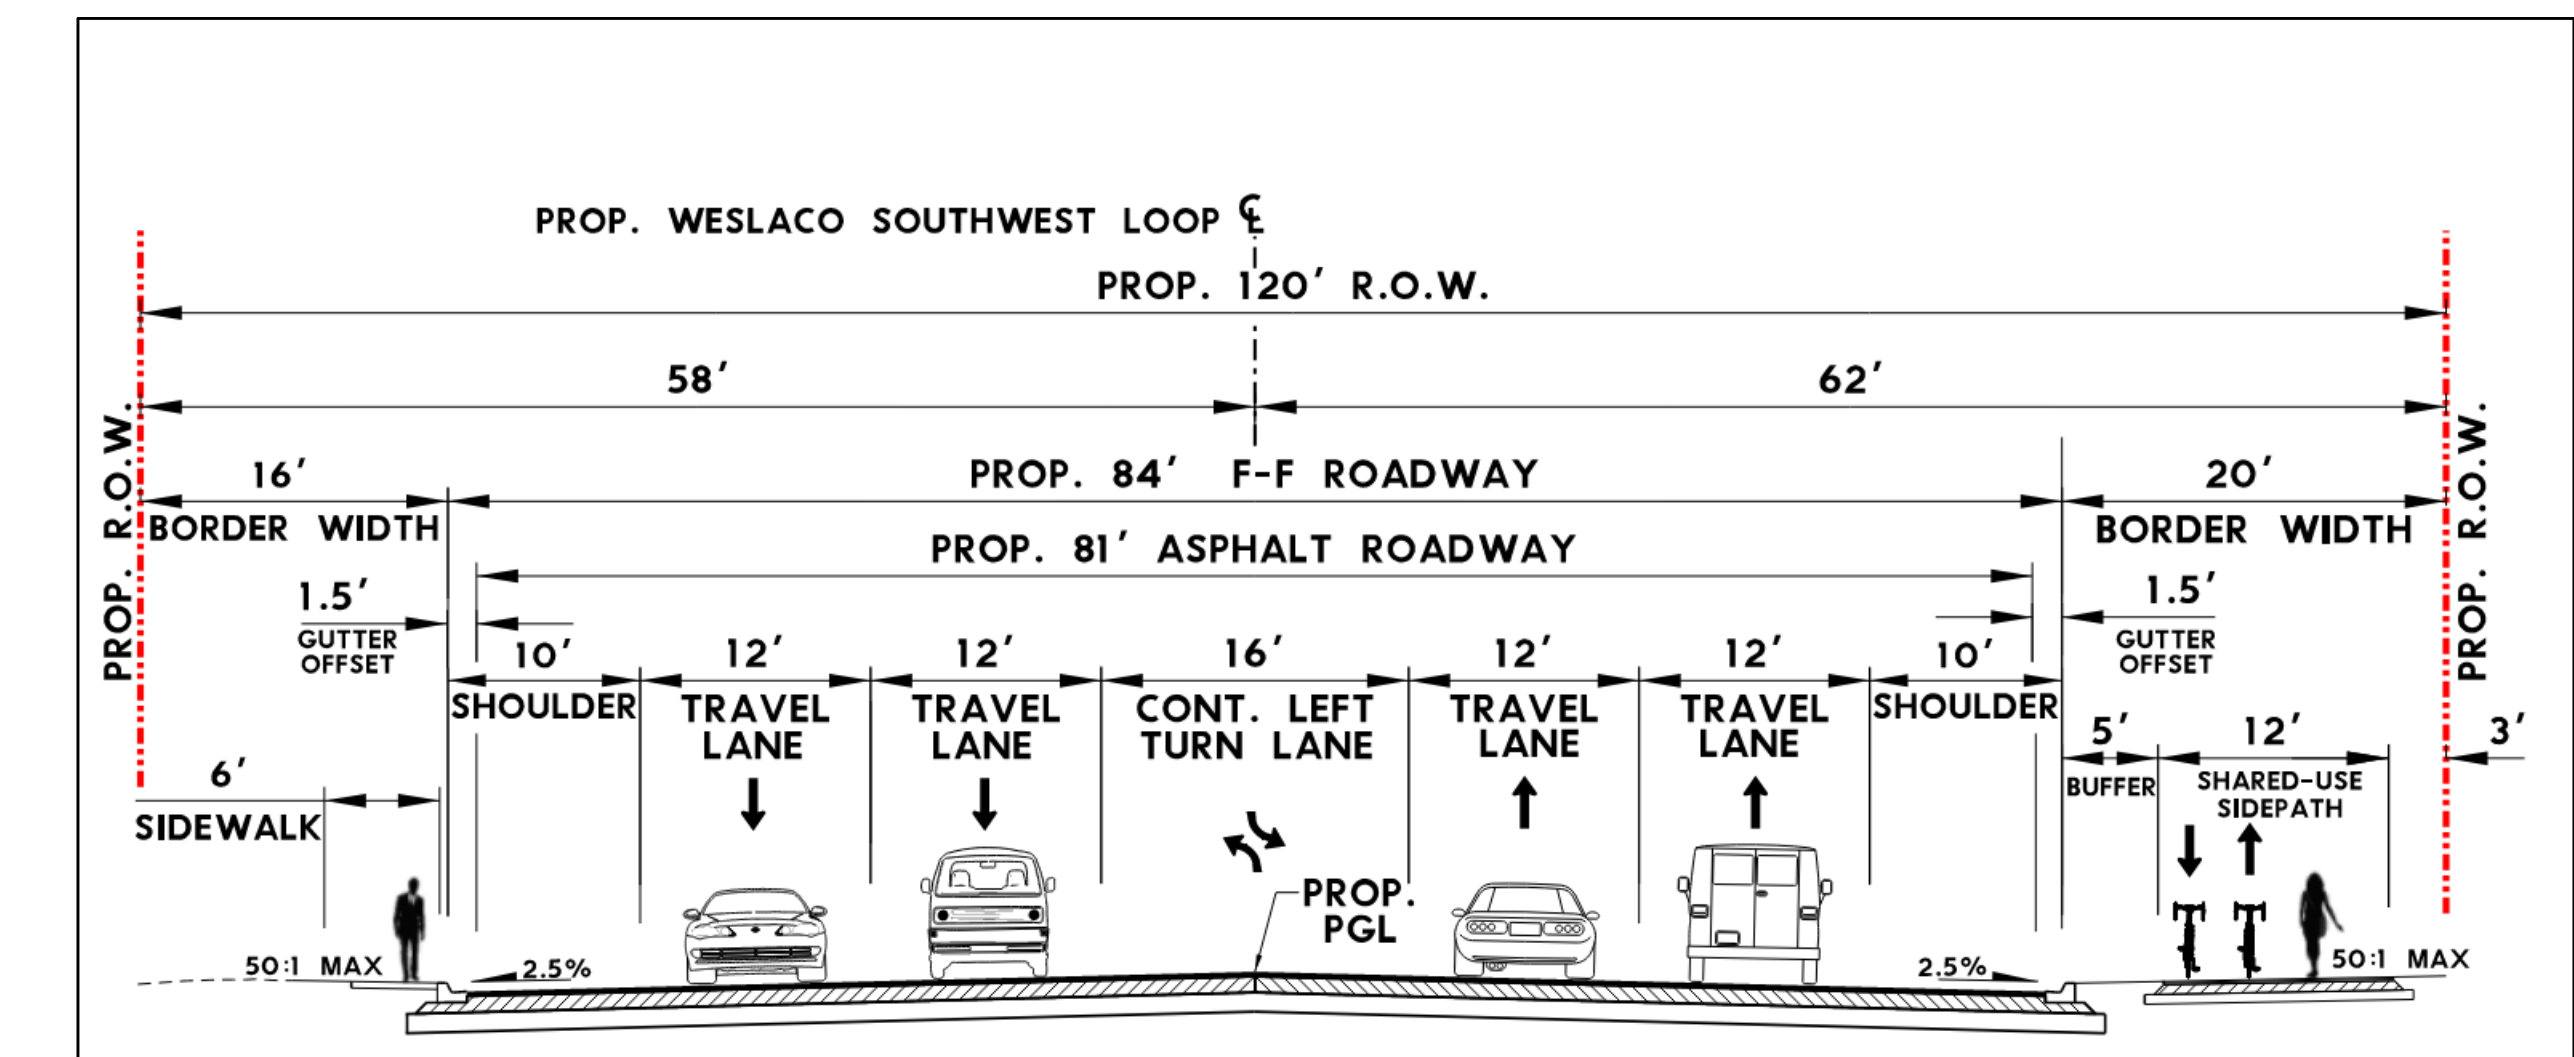 PROP. WESLACO SOUTHWEST LOOP ℄
PROP. 120' R.O.W.
58'
62'
PROP. R.O.W.
16'
BORDER WIDTH
PROP. 84' F-F ROADWAY
20'
BORDER WIDTH
PROP. R.O.W.
PROP. 81' ASPHALT ROADWAY
1.5'
GUTTER
OFFSET
1.5'
GUTTER
OFFSET
10'
SHOULDER
12'
TRAVEL
LANE
12'
TRAVEL
LANE
16'
CONT. LEFT
TURN LANE
12'
TRAVEL
LANE
12'
TRAVEL
LANE
10'
SHOULDER
5'
BUFFER
12'
SHARED-USE
SIDEPATH
3'
6'
SIDEWALK
PROP.
PGL
50:1 MAX
2.5%
2.5%
50:1 MAX